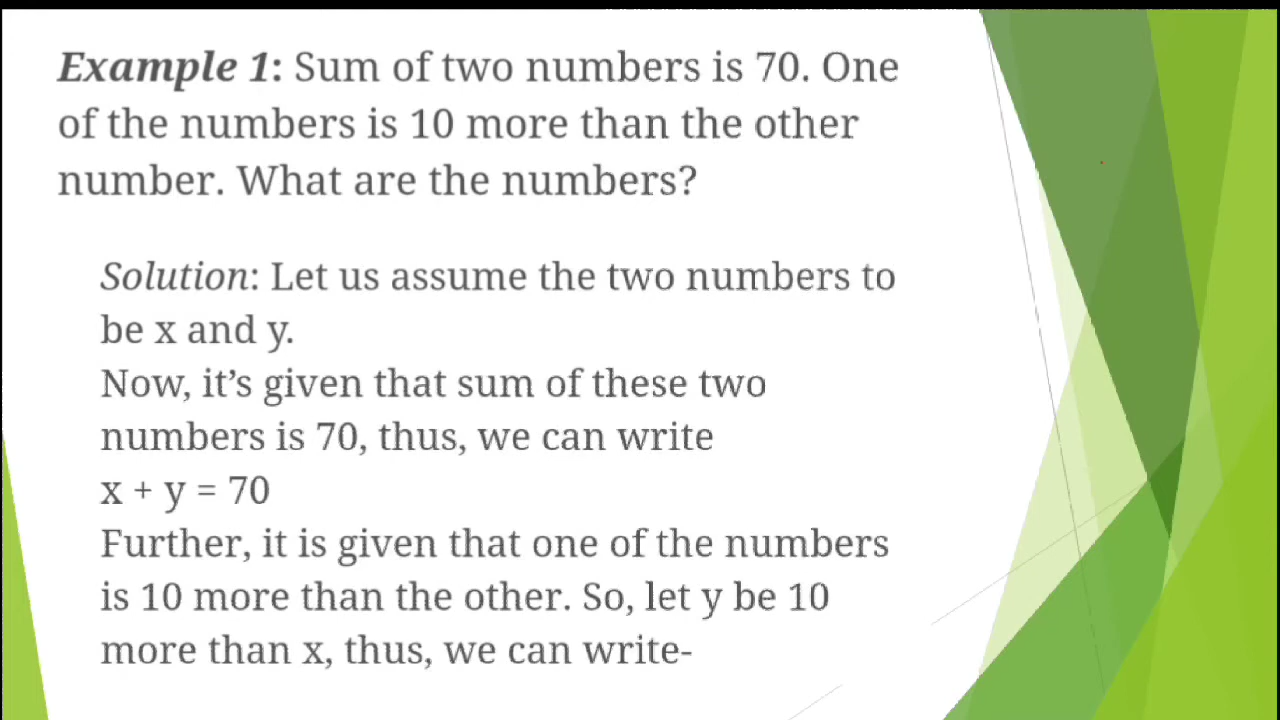 Example 1: Sum of two numbers is 70. One
of the numbers is 10 more than the other
number. What are the numbers?
Solution: Let us assume the two numbers to
be x and y.
Now, it’s given that sum of these two
numbers is 70, thus, we can write
x + y = 70
Further, it is given that one of the numbers
is 10 more than the other. So, let y be 10
more than x, thus, we can write-